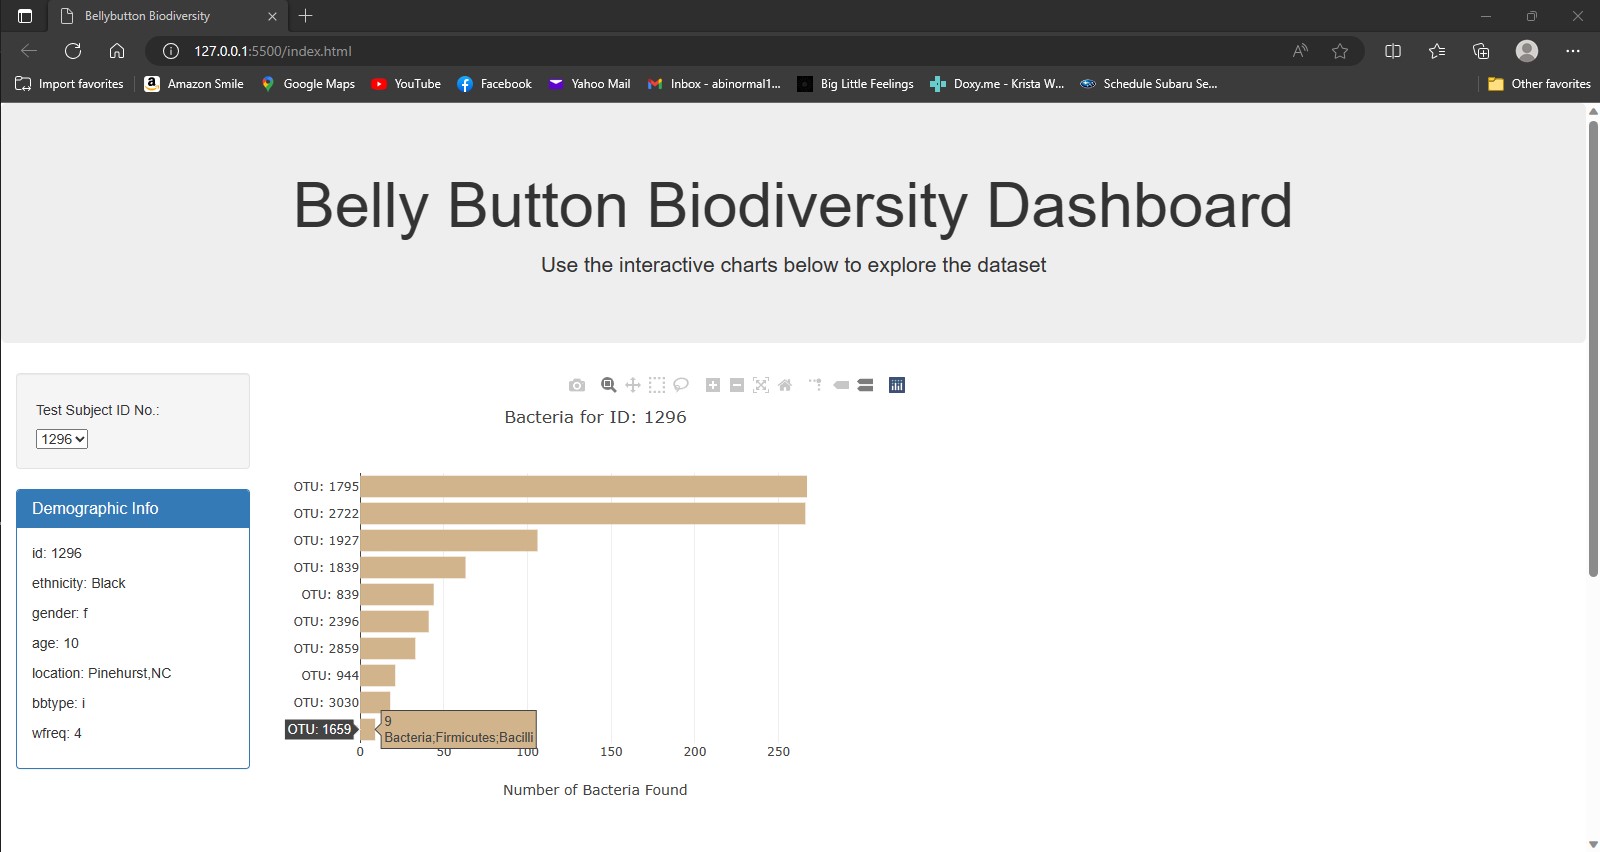 Bellybutton Biodiversity
127.0.0.1:5500/index.html
Import favorites
Amazon Smile
Google Maps
YouTube
Facebook
Yahoo Mail
Inbox - abinormal1...
Big Little Feelings
Doxy.me - Krista W...
Schedule Subaru Se...
Other favorites
Belly Button Biodiversity Dashboard
Use the interactive charts below to explore the dataset
Test Subject ID No.:
1296
Demographic Info
id: 1296
ethnicity: Black
gender: f
age: 10
location: Pinehurst,NC
bbtype: i
wfreq: 4
Bacteria for ID: 1296
OTU: 1795
OTU: 2722
OTU: 1927
OTU: 1839
OTU: 839
OTU: 2396
OTU: 2859
OTU: 944
OTU: 3030
OTU: 1659
9
Bacteria;Firmicutes;Bacilli
0 50 100 150 200 250
Number of Bacteria Found